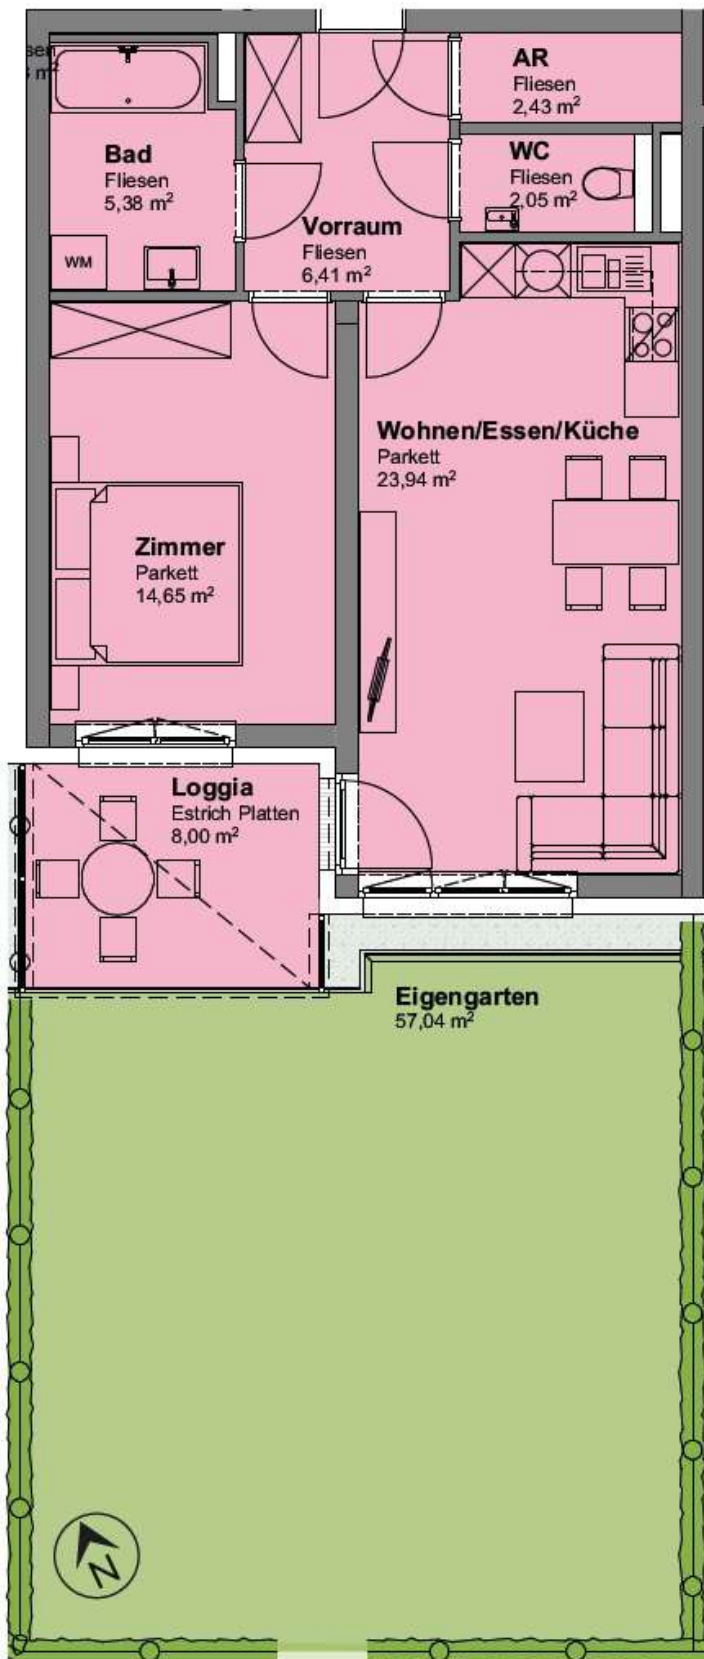 AR
Fliesen
2,43 m²
Bad
Fliesen
5,38 m²
WC
Fliesen
2,05 m²
Vorraum
Fliesen
6,41 m²
WM
Wohnen/Essen/Küche
Parkett
23,94 m²
Zimmer
Parkett
14,65 m²
Loggia
Estrich Platten
8,00 m²
Eigengarten
57,04 m²
N